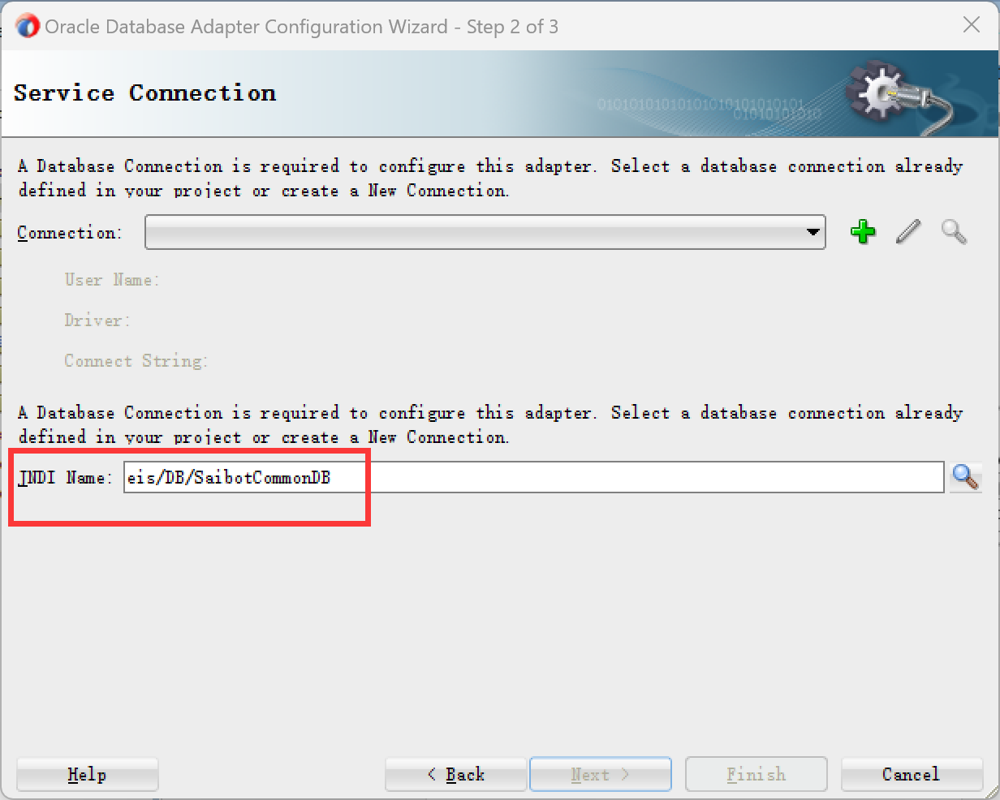 Oracle Database Adapter Configuration Wizard - Step 2 of 3
Service Connection
010101010101010101010101
01010101010
A Database Connection is required to configure this adapter. Select a database connection already
defined in your project or create a New Connection.
Connection:
User Name:
Driver:
Connect String:
A Database Connection is required to configure this adapter. Select a database connection already
defined in your project or create a New Connection.
JNDI Name: eis/DB/SaibotCommonDB
Help
< Back
Next >
Finish
Cancel